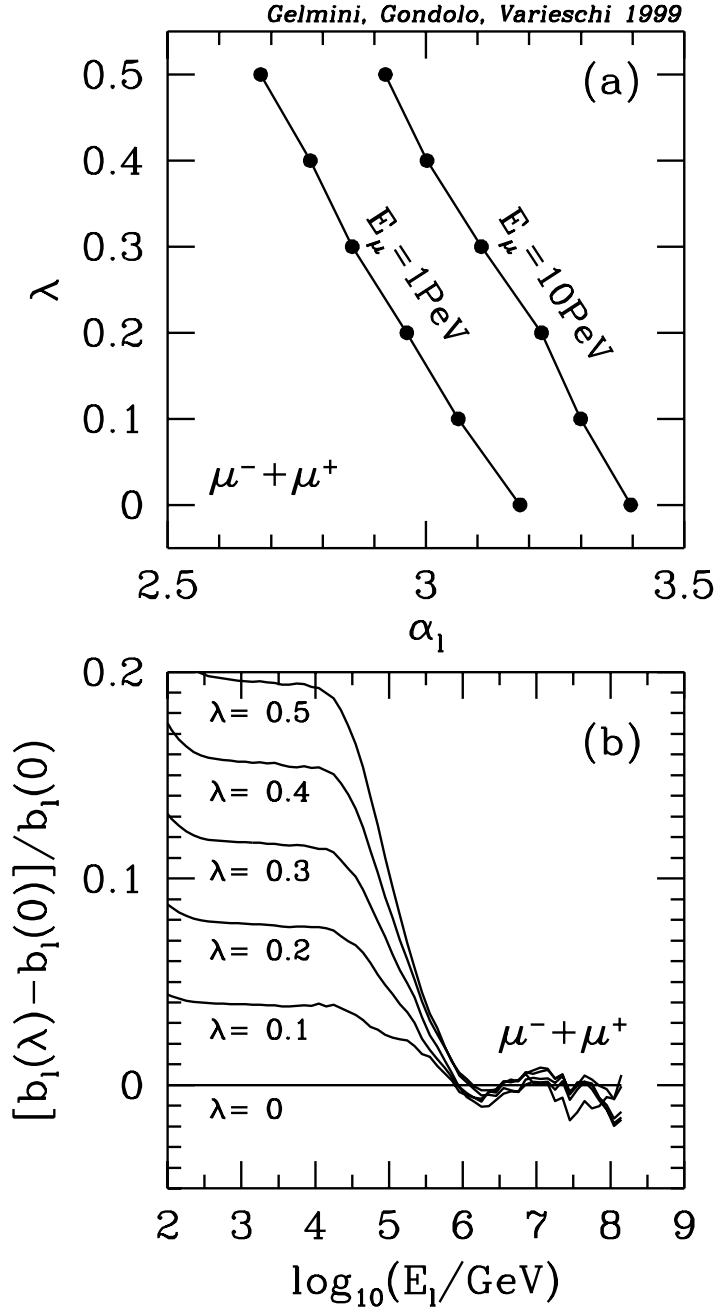 Gelmini, Gondolo, Varieschi 1999
(a)
0.5
0.4
0.3
0.2
0.1
0
λ
E_μ=1PeV
E_μ=10PeV
μ⁻+μ⁺
2.5 3 3.5
α_l
0.2
0.1
0
[b_l(λ)−b_l(0)]/b_l(0)
(b)
λ= 0.5
λ= 0.4
λ= 0.3
λ= 0.2
λ= 0.1
λ= 0
μ⁻+μ⁺
2 3 4 5 6 7 8 9
log₁₀(E_l/GeV)